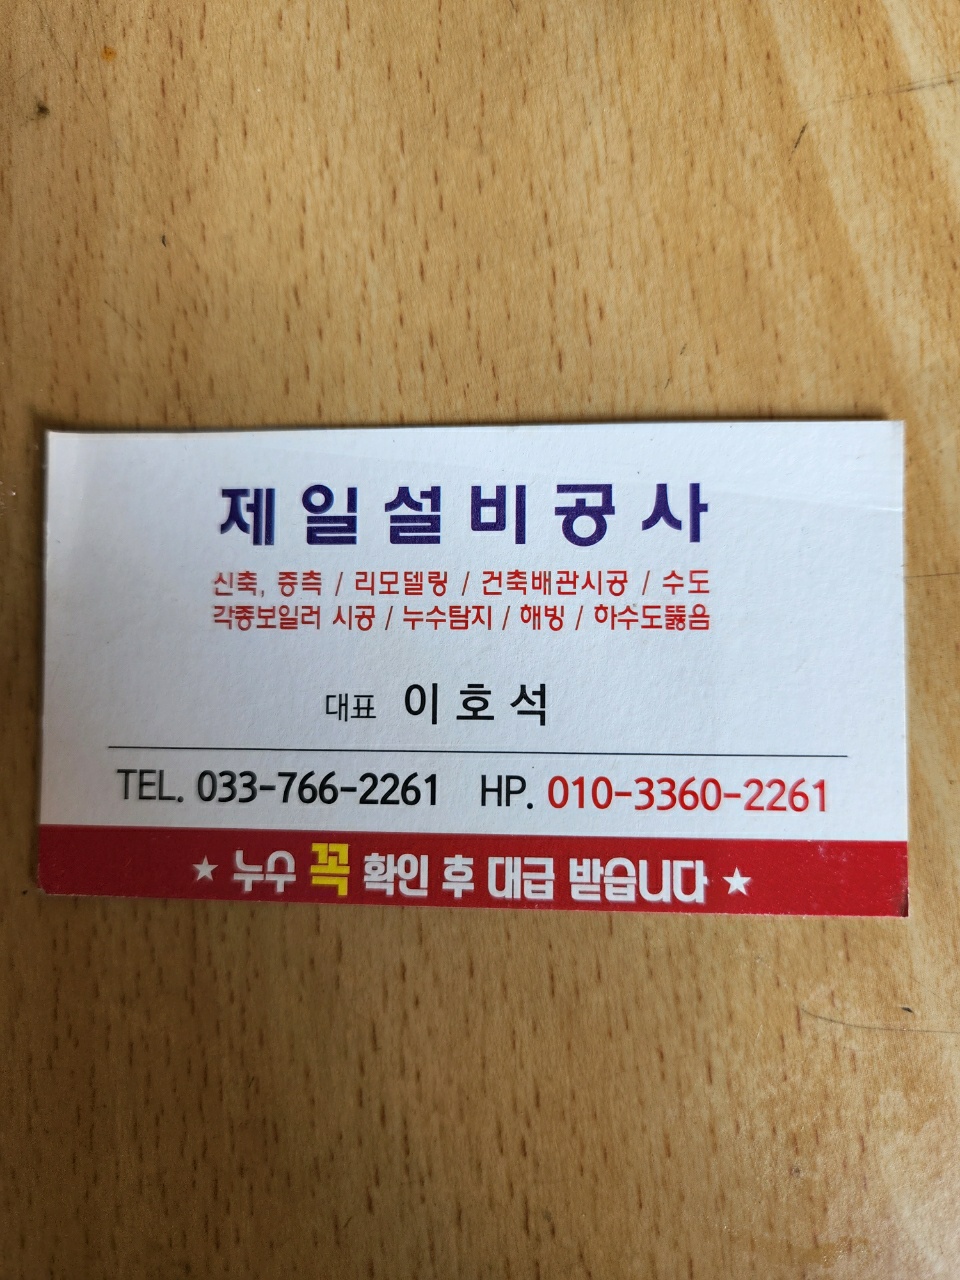 제일설비공사
신축, 증측 / 리모델링 / 건축배관시공 / 수도
각종보일러 시공 / 누수탐지 / 해빙 / 하수도뚫음
대표 이호석
TEL. 033-766-2261 HP. 010-3360-2261
★ 누수 꼭 확인 후 대금 받습니다 ★